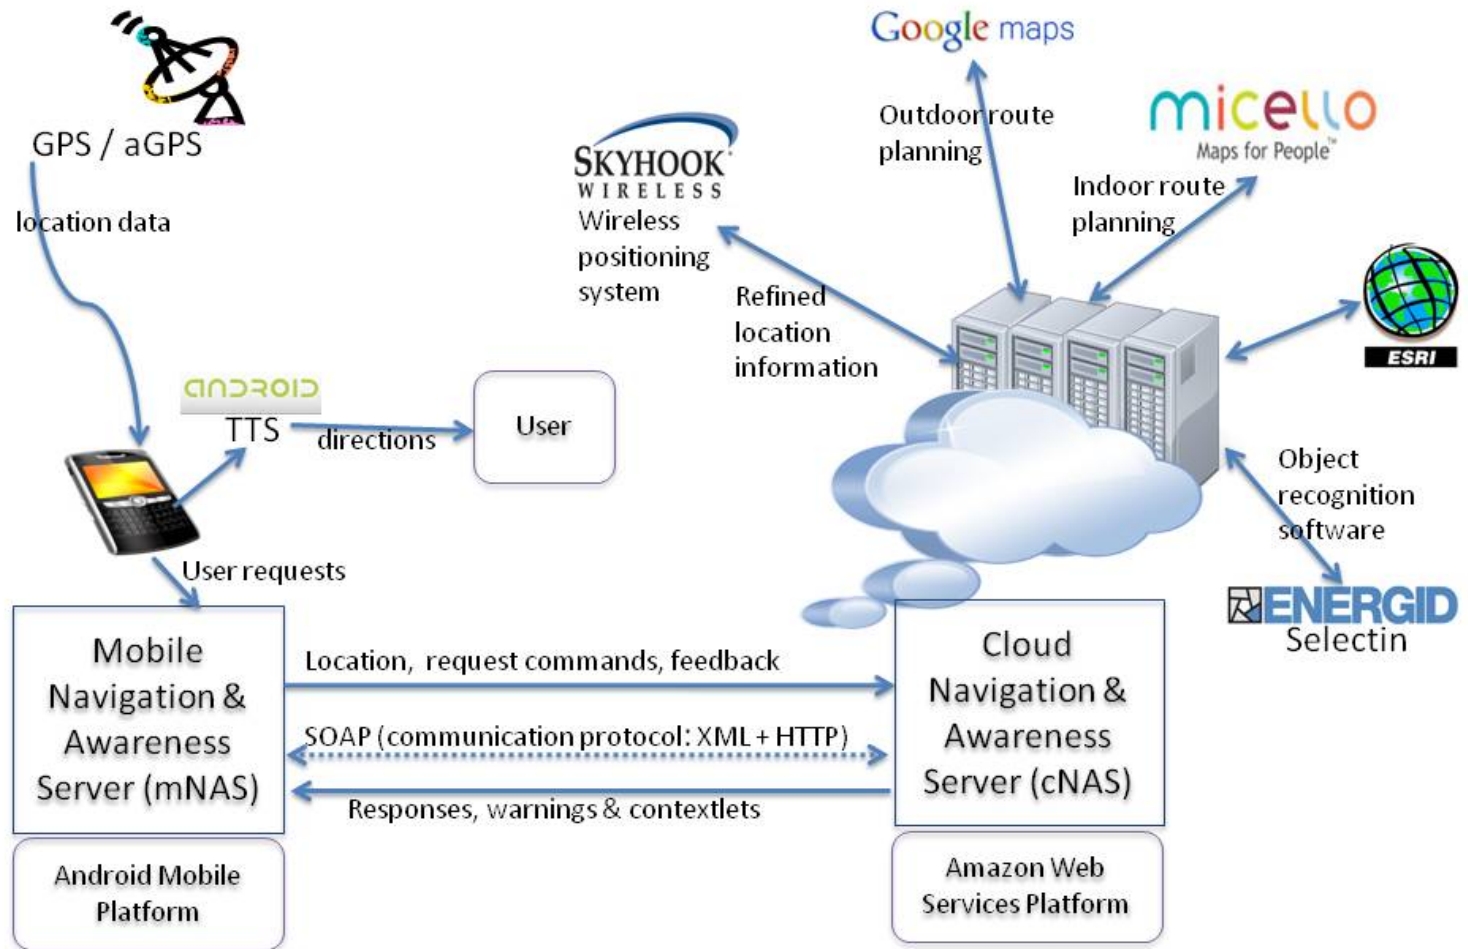 Google maps
micello
Maps for People™
Outdoor route
planning
SKYHOOK
WIRELESS
Wireless
positioning
system
GPS / aGPS
location data
Indoor route
planning
Refined
location
information
ESRI
ANDROID
TTS
directions
User
Object
recognition
software
User requests
ENERGID
Selectin
Mobile
Navigation &
Awareness
Server (mNAS)
Location, request commands, feedback
SOAP (communication protocol: XML + HTTP)
Responses, warnings & contextlets
Cloud
Navigation &
Awareness
Server (cNAS)
Android Mobile
Platform
Amazon Web
Services Platform